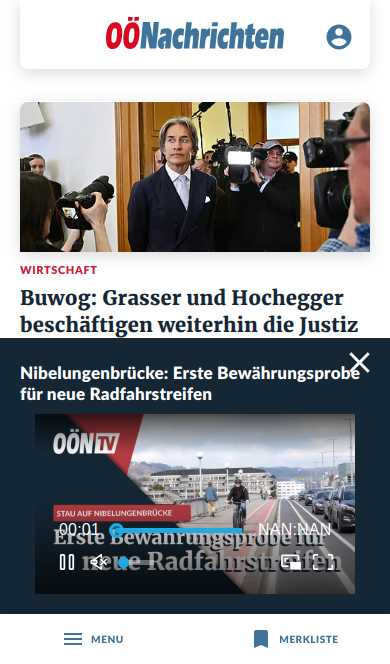 OÖNachrichten
WIRTSCHAFT
Buwog: Grasser und Hochegger
beschäftigen weiterhin die Justiz
Nibelungenbrücke: Erste Bewährungsprobe
für neue Radfahrstreifen
OÖN TV
STAU AUF NIBELUNGENBRÜCKE
00:01
NAN:NAN
Erste Bewährungsprobe für
neue Radfahrstreifen
MENU
MERKLISTE